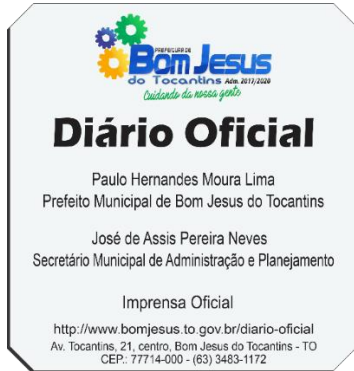 PREFEITURA DE
Bom Jesus
do Tocantins Adm. 2017/2020
Cuidando da nossa gente
Diário Oficial
Paulo Hernandes Moura Lima
Prefeito Municipal de Bom Jesus do Tocantins
José de Assis Pereira Neves
Secretário Municipal de Administração e Planejamento
Imprensa Oficial
http://www.bomjesus.to.gov.br/diario-oficial
Av. Tocantins, 21, centro, Bom Jesus do Tocantins - TO
CEP.: 77714-000 - (63) 3483-1172